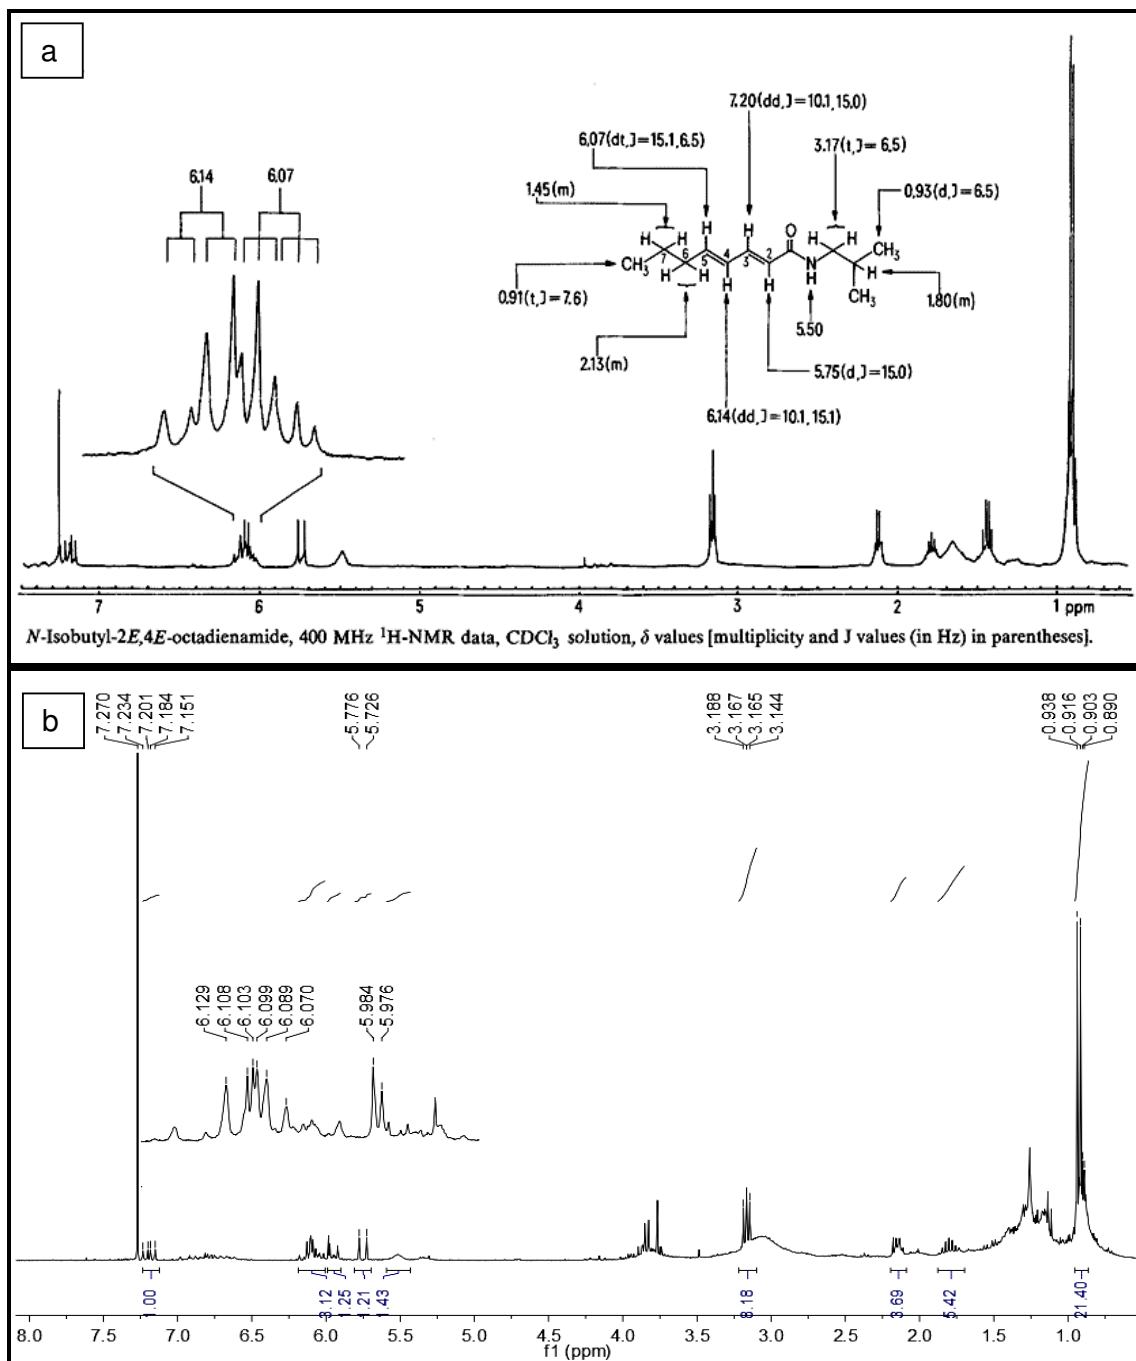 a
7.20(dd,J=10.1,15.0)
6.07(dt,J=15.1,6.5)
3.17(t,J=6.5)
6.14 6.07
1.45(m)
0.93(d,J=6.5)
H H O H H
H H 7 6 5 4 3 2 N CH3
CH3 H H H H H H
CH3
0.91(t,J=7.6)
1.80(m)
5.50
2.13(m)
5.75(d,J=15.0)
6.14(dd,J=10.1,15.1)
7 6 5 4 3 2 1 ppm
N-Isobutyl-2E,4E-octadienamide, 400 MHz ¹H-NMR data, CDCl₃ solution, δ values [multiplicity and J values (in Hz) in parentheses].
b
7.270
7.234
7.201
7.184
7.151
5.776
5.726
3.188
3.167
3.165
3.144
0.938
0.916
0.903
0.890
6.129
6.108
6.103
6.099
6.089
6.070
5.984
5.976
1.00
3.12
1.25
1.21
1.43
8.18
3.69
5.42
21.40
8.0 7.5 7.0 6.5 6.0 5.5 5.0 4.5 4.0 3.5 3.0 2.5 2.0 1.5 1.0
f1 (ppm)